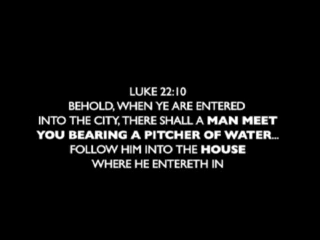 LUKE 22:10
BEHOLD, WHEN YE ARE ENTERED
INTO THE CITY, THERE SHALL A MAN MEET
YOU BEARING A PITCHER OF WATER...
FOLLOW HIM INTO THE HOUSE
WHERE HE ENTERETH IN